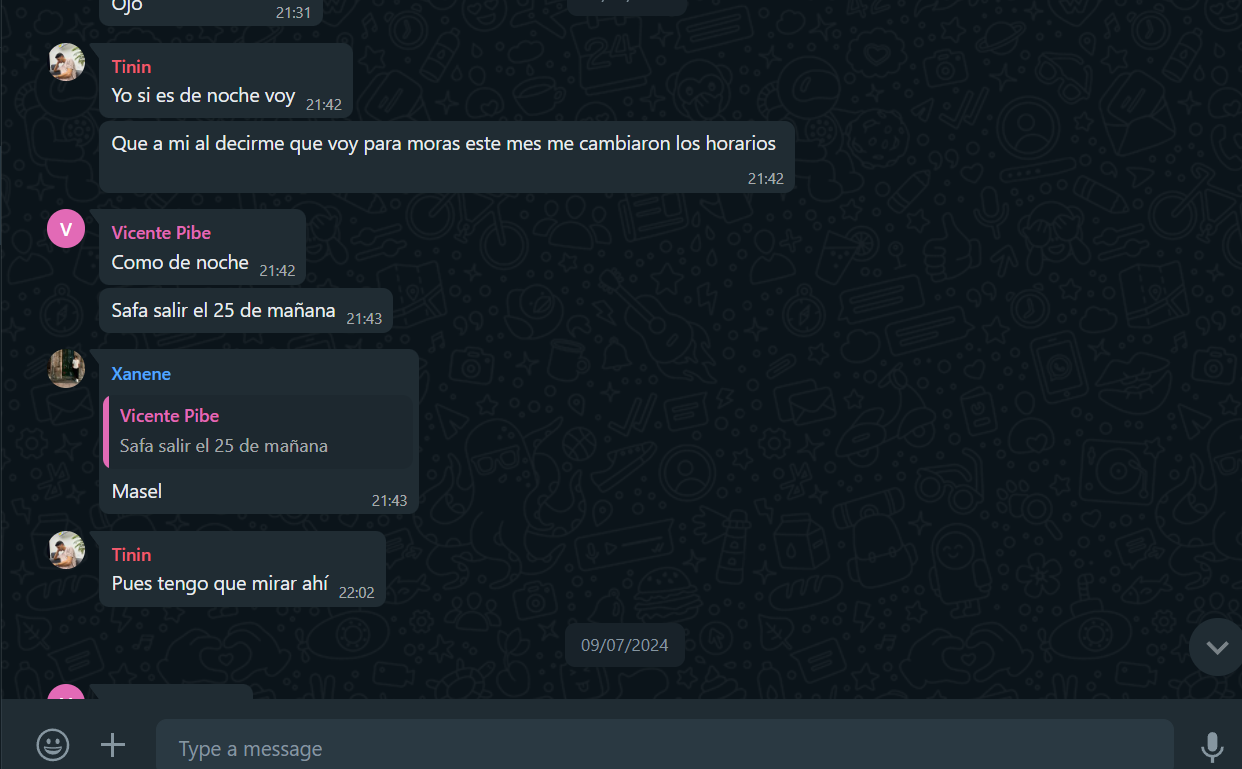 Ojo
21:31
Tinin
Yo si es de noche voy 21:42
Que a mi al decirme que voy para moras este mes me cambiaron los horarios
21:42
V
Vicente Pibe
Como de noche 21:42
Safa salir el 25 de mañana 21:43
Xanene
Vicente Pibe
Safa salir el 25 de mañana
Masel 21:43
Tinin
Pues tengo que mirar ahí 22:02
09/07/2024
Type a message